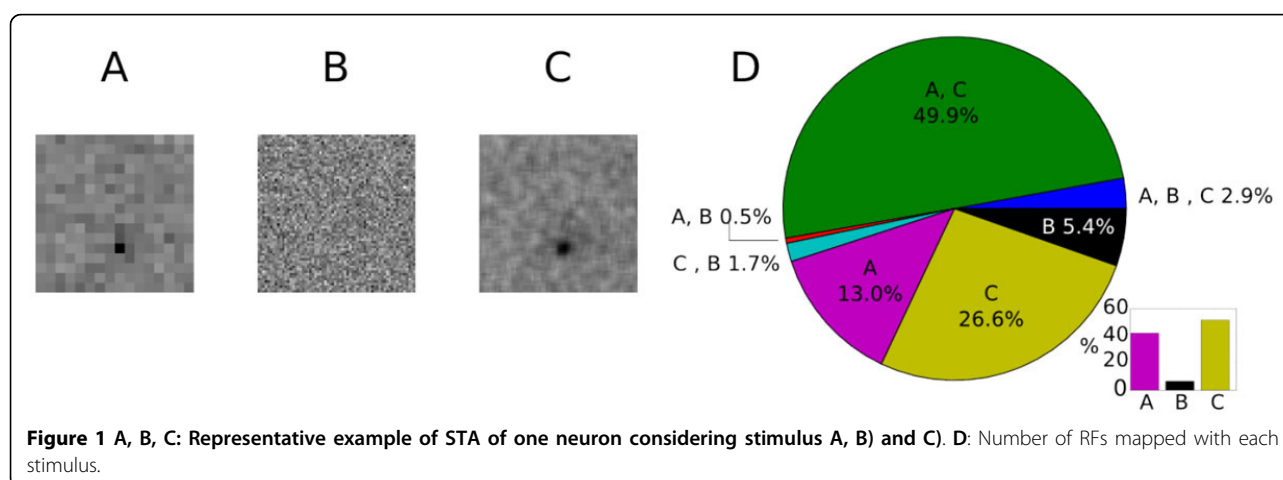 A
B
C
D
A, C
49.9%
A, B , C 2.9%
B 5.4%
A, B 0.5%
C , B 1.7%
A
13.0%
C
26.6%
60
40
%
20
0
A B C
Figure 1 A, B, C: Representative example of STA of one neuron considering stimulus A, B) and C). D: Number of RFs mapped with each
stimulus.